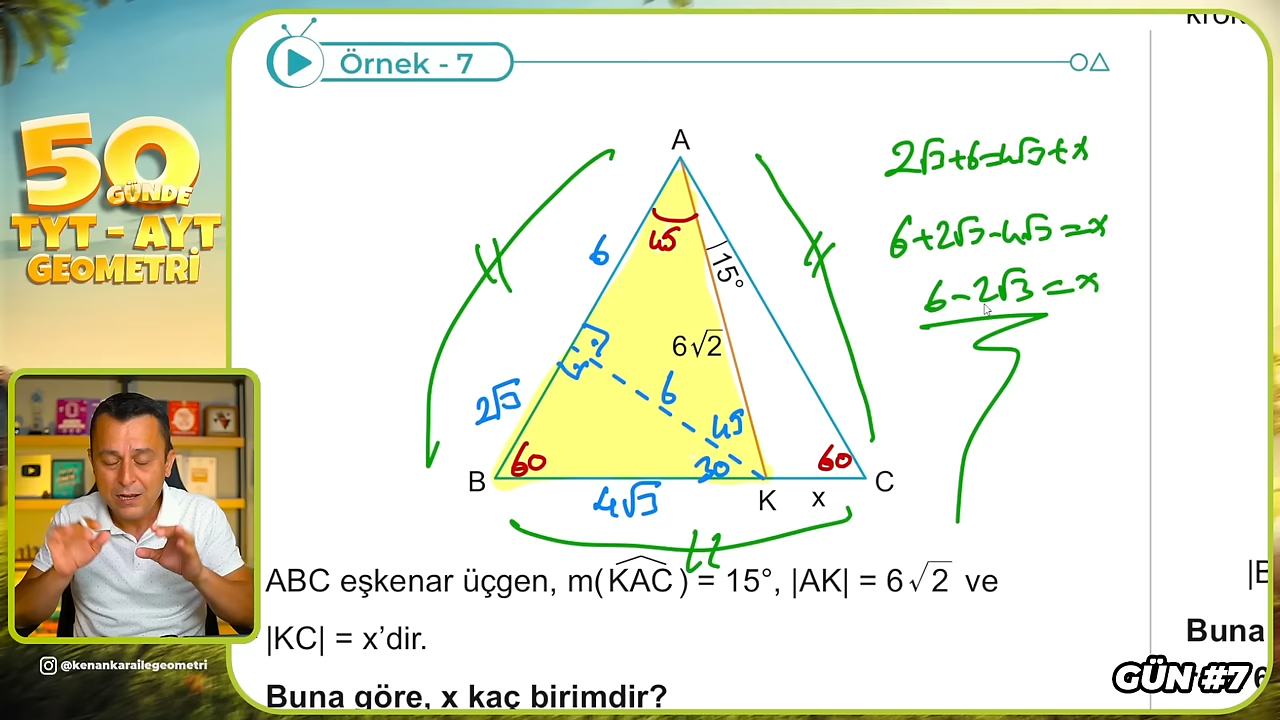 50
GÜNDE
TYT - AYT
GEOMETRİ
Örnek - 7
A
6
45
15°
6√2
6
2√3
45
30
60
60
B
4√3
K
x
C
2√3+6=4√3+x
6+2√3-4√3=x
6-2√3=x
ABC eşkenar üçgen, m(KAC) = 15°, |AK| = 6√2 ve
|KC| = x'dir.
Buna göre, x kaç birimdir?
Buna
@kenankarailegeometri
GÜN #7